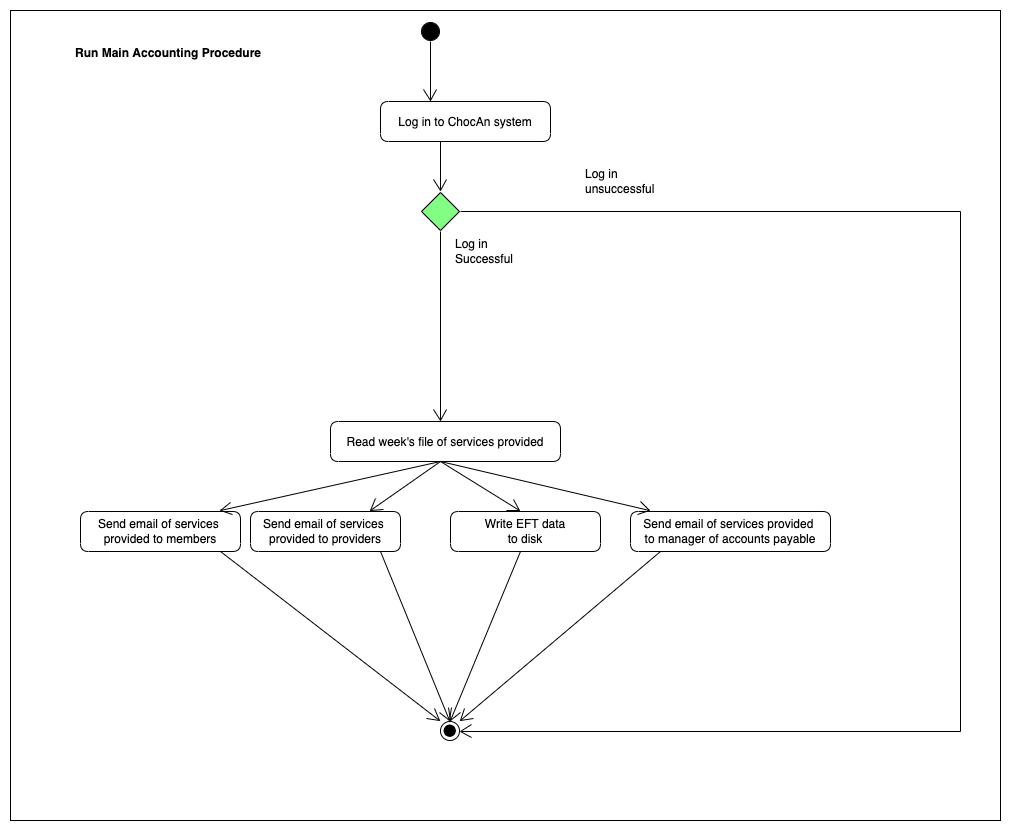 Run Main Accounting Procedure
Log in to ChocAn system
Log in
unsuccessful
Log in
Successful
Read week's file of services provided
Send email of services
provided to members
Send email of services
provided to providers
Write EFT data
to disk
Send email of services provided
to manager of accounts payable